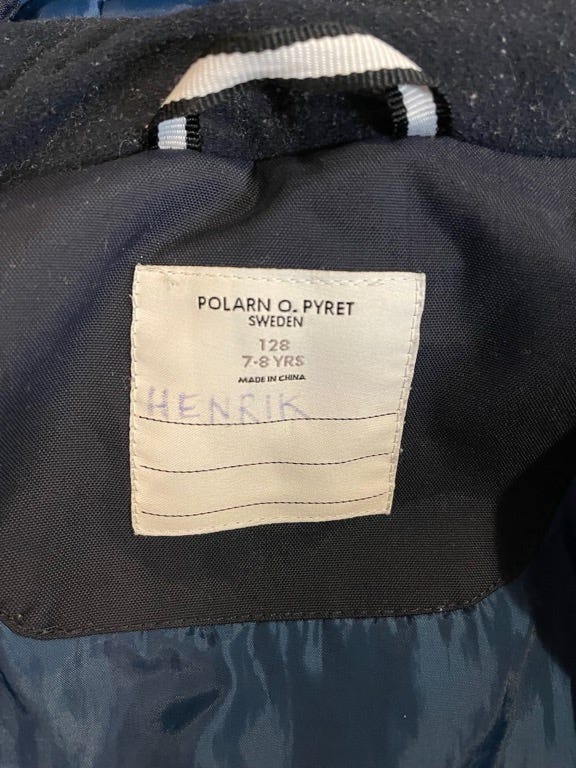 POLARN O. PYRET
SWEDEN
128
7-8 YRS
MADE IN CHINA
HENRIK